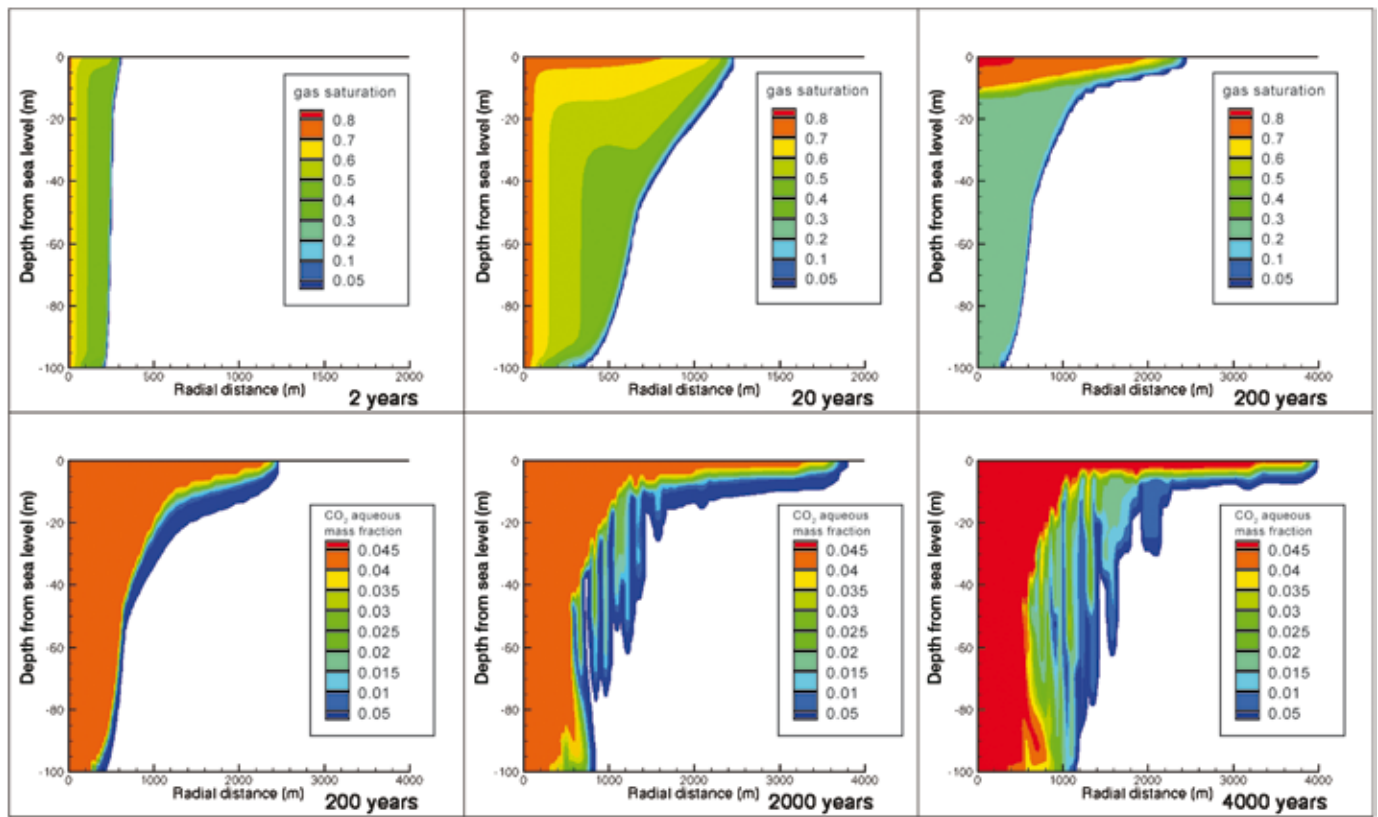 0
-20
-40
-60
-80
-100
Depth from sea level (m)
gas saturation
0.8
0.7
0.6
0.5
0.4
0.3
0.2
0.1
0.05
0 500 1000 1500 2000
Radial distance (m)
2 years
0
-20
-40
-60
-80
-100
Depth from sea level (m)
gas saturation
0.8
0.7
0.6
0.5
0.4
0.3
0.2
0.1
0.05
0 500 1000 1500 2000
Radial distance (m)
20 years
0
-20
-40
-60
-80
-100
Depth from sea level (m)
gas saturation
0.8
0.7
0.6
0.5
0.4
0.3
0.2
0.1
0.05
0 1000 2000 3000 4000
Radial distance (m)
200 years
0
-20
-40
-60
-80
-100
Depth from sea level (m)
CO₂ aqueous
mass fraction
0.045
0.04
0.035
0.03
0.025
0.02
0.015
0.01
0.05
0 1000 2000 3000 4000
Radial distance (m)
200 years
0
-20
-40
-60
-80
-100
Depth from sea level (m)
CO₂ aqueous
mass fraction
0.045
0.04
0.035
0.03
0.025
0.02
0.015
0.01
0.05
0 1000 2000 3000 4000
Radial distance (m)
2000 years
0
-20
-40
-60
-80
-100
Depth from sea level (m)
CO₂ aqueous
mass fraction
0.045
0.04
0.035
0.03
0.025
0.02
0.015
0.01
0.05
0 1000 2000 3000 4000
Radial distance (m)
4000 years